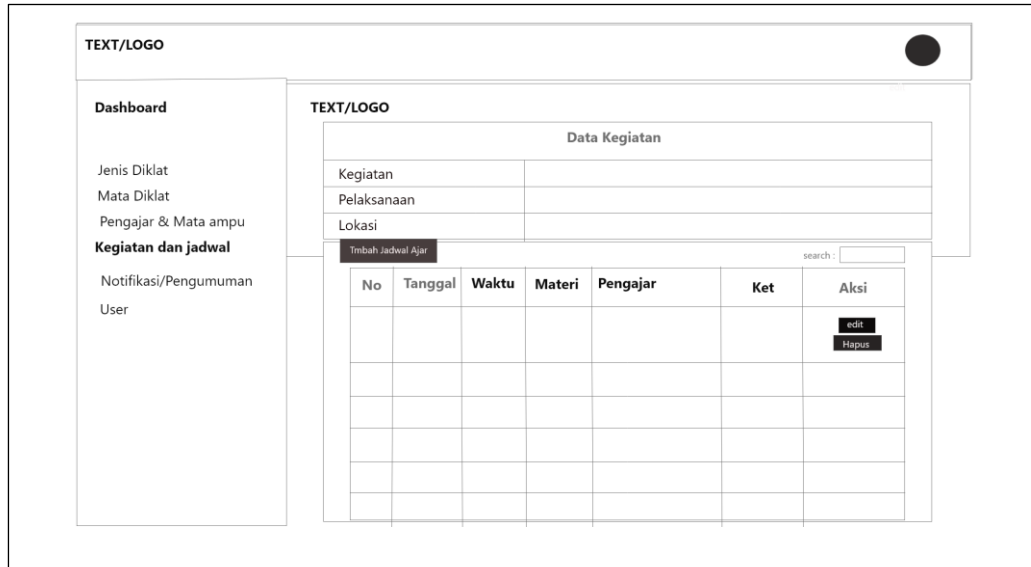 TEXT/LOGO
Dashboard
Jenis Diklat
Mata Diklat
Pengajar & Mata ampu
Kegiatan dan jadwal
Notifikasi/Pengumuman
User
TEXT/LOGO
Data Kegiatan
Kegiatan
Pelaksanaan
Lokasi
Tmbah Jadwal Ajar
search :
No Tanggal Waktu Materi Pengajar Ket Aksi
edit
Hapus